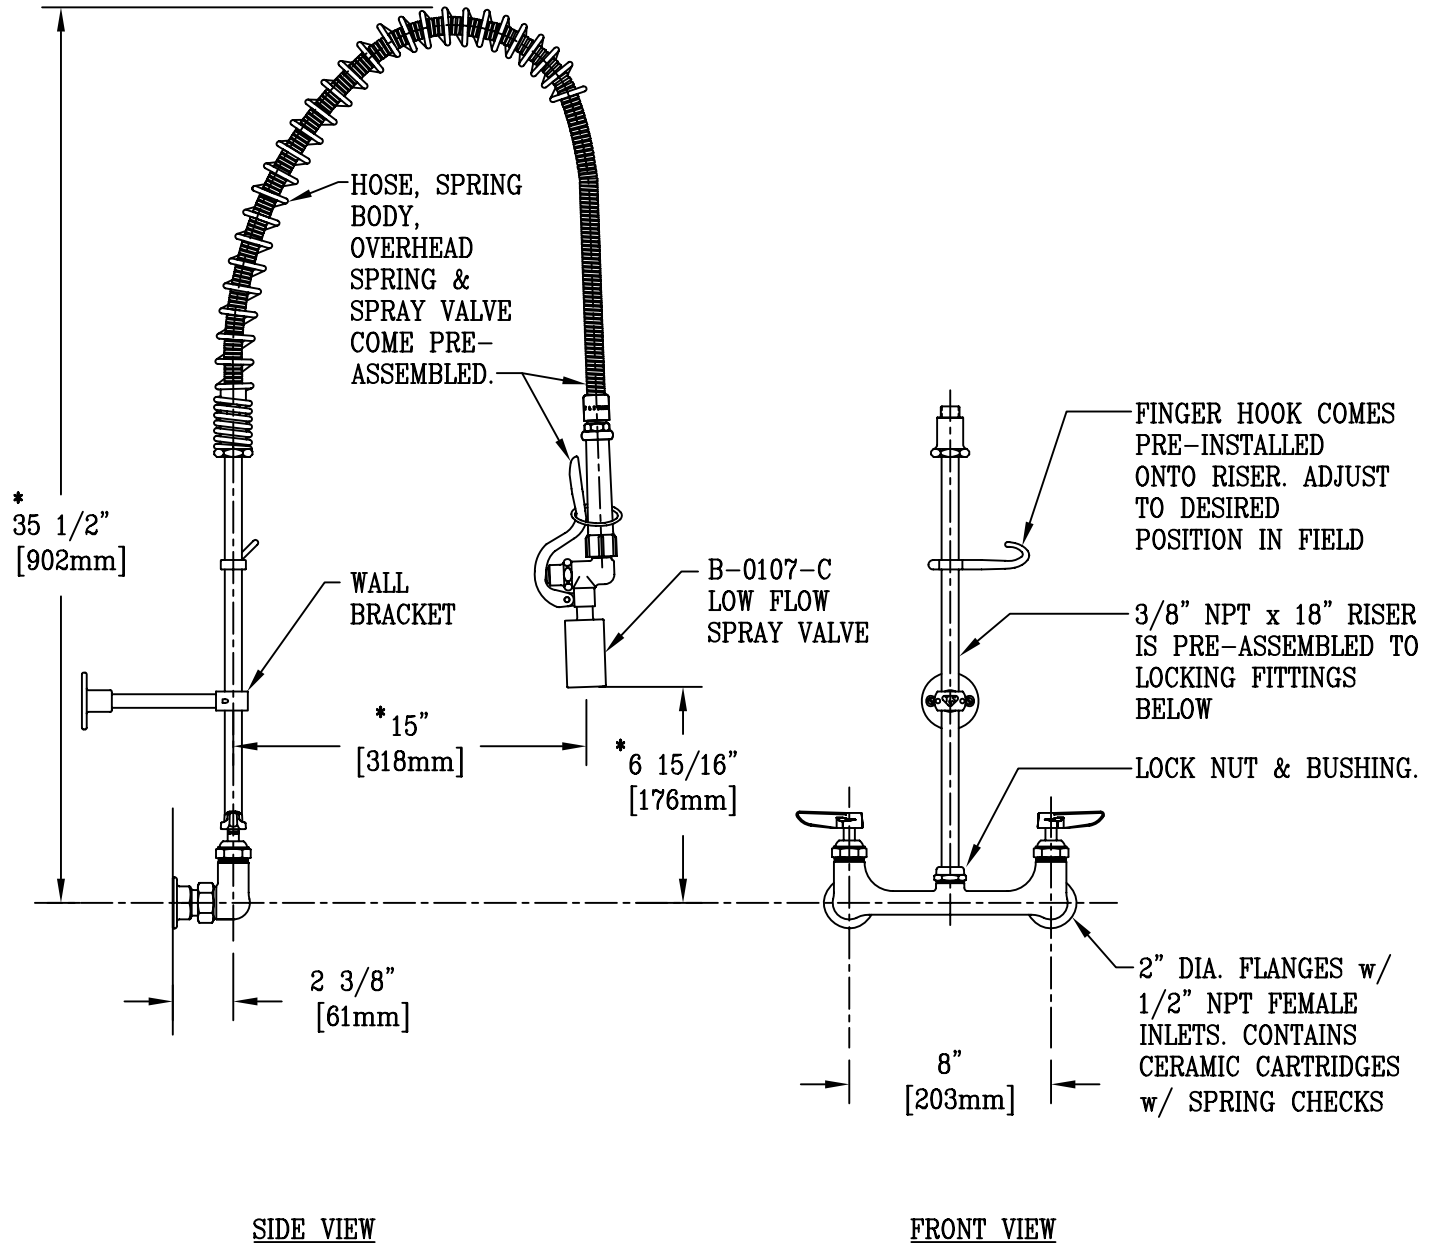 HOSE, SPRING
BODY,
OVERHEAD
SPRING &
SPRAY VALVE
COME PRE-
ASSEMBLED.
*
35 1/2"
[902mm]
WALL
BRACKET
B-0107-C
LOW FLOW
SPRAY VALVE
*15"
[318mm]
*6 15/16"
[176mm]
2 3/8"
[61mm]
FINGER HOOK COMES
PRE-INSTALLED
ONTO RISER. ADJUST
TO DESIRED
POSITION IN FIELD
3/8" NPT x 18" RISER
IS PRE-ASSEMBLED TO
LOCKING FITTINGS
BELOW
LOCK NUT & BUSHING.
2" DIA. FLANGES w/
1/2" NPT FEMALE
INLETS. CONTAINS
CERAMIC CARTRIDGES
w/ SPRING CHECKS
8"
[203mm]
SIDE VIEW
FRONT VIEW